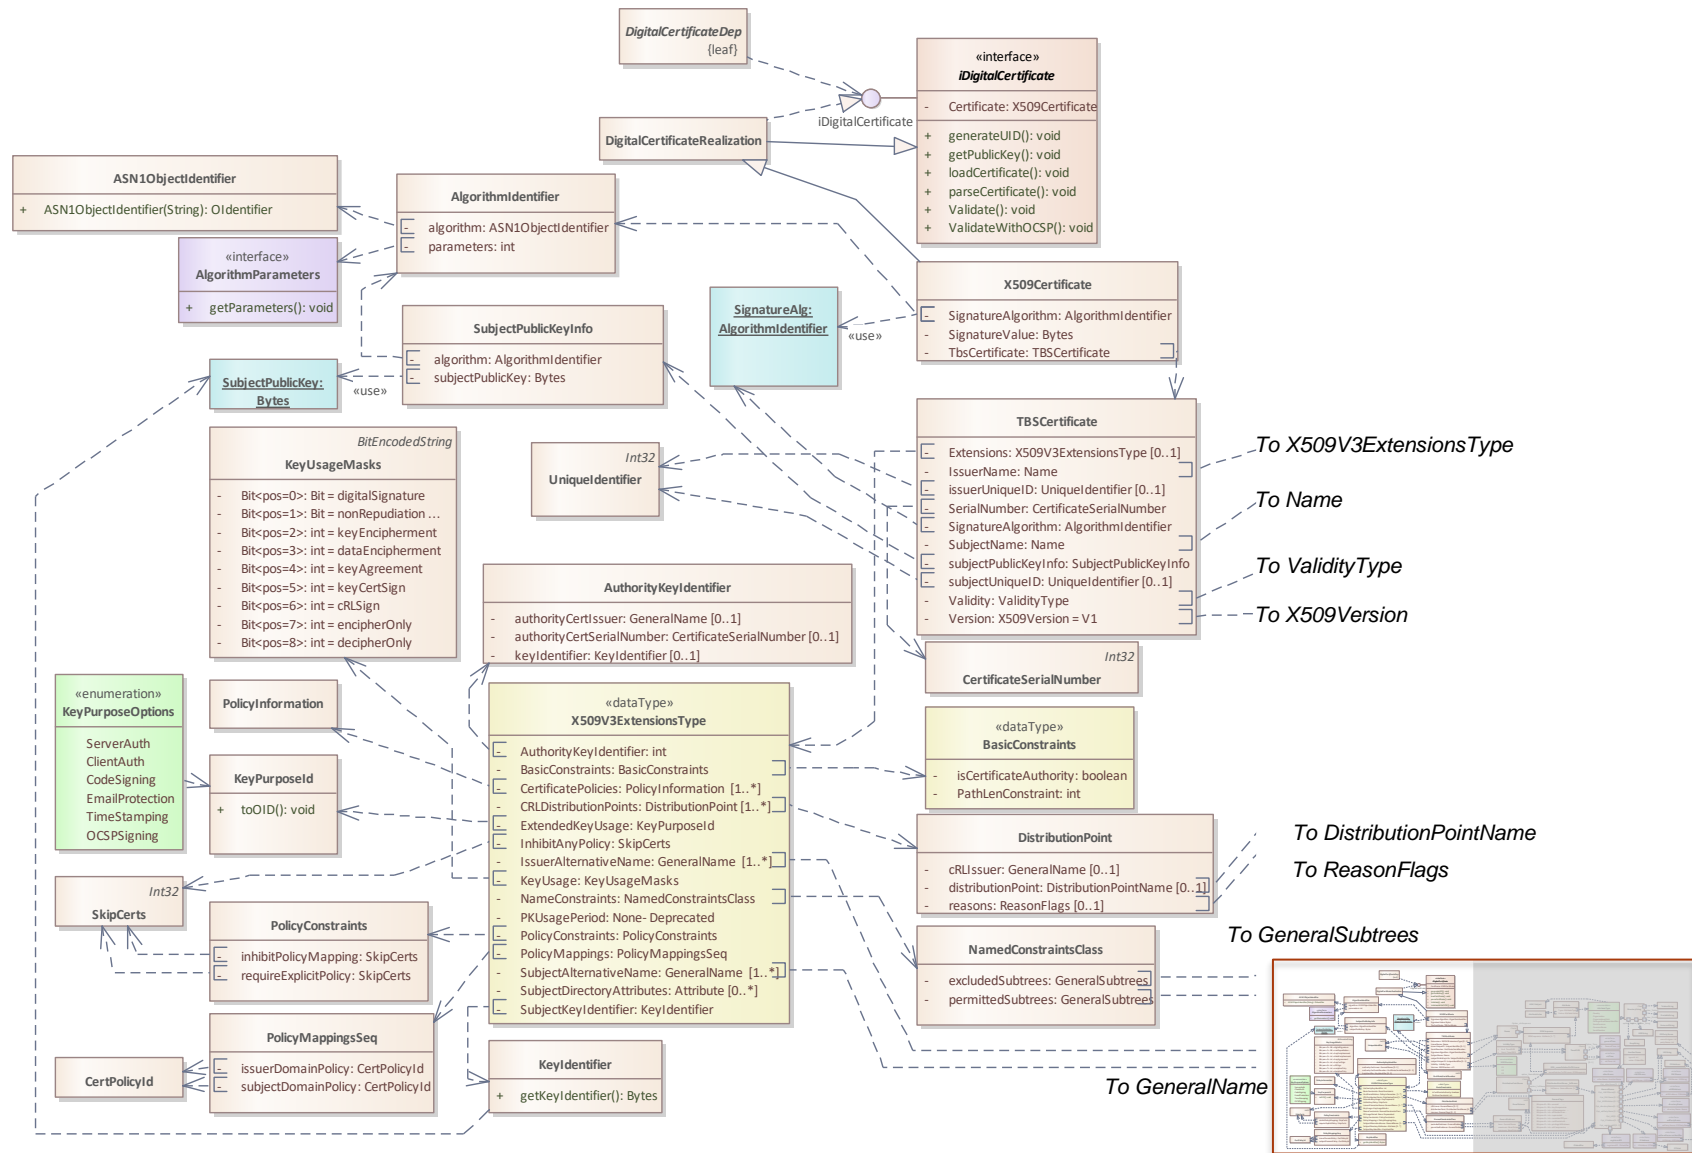 DigitalCertificateDep
{leaf}
«interface»
iDigitalCertificate
- Certificate: X509Certificate
+ generateUID(): void
+ getPublicKey(): void
+ loadCertificate(): void
+ parseCertificate(): void
+ Validate(): void
+ ValidateWithOCSP(): void
iDigitalCertificate
DigitalCertificateRealization
ASN1ObjectIdentifier
+ ASN1ObjectIdentifier(String): OIdentifier
AlgorithmIdentifier
- algorithm: ASN1ObjectIdentifier
- parameters: int
«interface»
AlgorithmParameters
+ getParameters(): void
X509Certificate
- SignatureAlgorithm: AlgorithmIdentifier
- SignatureValue: Bytes
- TbsCertificate: TBSCertificate
SignatureAlg:
AlgorithmIdentifier
«use»
SubjectPublicKeyInfo
- algorithm: AlgorithmIdentifier
- subjectPublicKey: Bytes
SubjectPublicKey:
Bytes
«use»
TBSCertificate
- Extensions: X509V3ExtensionsType [0..1]
- IssuerName: Name
- issuerUniqueID: UniqueIdentifier [0..1]
- SerialNumber: CertificateSerialNumber
- SignatureAlgorithm: AlgorithmIdentifier
- SubjectName: Name
- subjectPublicKeyInfo: SubjectPublicKeyInfo
- subjectUniqueID: UniqueIdentifier [0..1]
- Validity: ValidityType
- Version: X509Version = V1
To X509V3ExtensionsType
To Name
To ValidityType
To X509Version
BitEncodedString
KeyUsageMasks
- Bit<pos=0>: Bit = digitalSignature
- Bit<pos=1>: Bit = nonRepudiation ...
- Bit<pos=2>: int = keyEncipherment
- Bit<pos=3>: int = dataEncipherment
- Bit<pos=4>: int = keyAgreement
- Bit<pos=5>: int = keyCertSign
- Bit<pos=6>: int = cRLSign
- Bit<pos=7>: int = encipherOnly
- Bit<pos=8>: int = decipherOnly
Int32
UniqueIdentifier
AuthorityKeyIdentifier
- authorityCertIssuer: GeneralName [0..1]
- authorityCertSerialNumber: CertificateSerialNumber [0..1]
- keyIdentifier: KeyIdentifier [0..1]
Int32
CertificateSerialNumber
«enumeration»
KeyPurposeOptions
ServerAuth
ClientAuth
CodeSigning
EmailProtection
TimeStamping
OCSPSigning
PolicyInformation
KeyPurposeId
+ toOID(): void
«dataType»
X509V3ExtensionsType
- AuthorityKeyIdentifier: int
- BasicConstraints: BasicConstraints
- CertificatePolicies: PolicyInformation [1..*]
- CRLDistributionPoints: DistributionPoint [1..*]
- ExtendedKeyUsage: KeyPurposeId
- InhibitAnyPolicy: SkipCerts
- IssuerAlternativeName: GeneralName [1..*]
- KeyUsage: KeyUsageMasks
- NameConstraints: NamedConstraintsClass
- PKUsagePeriod: None- Deprecated
- PolicyConstraints: PolicyConstraints
- PolicyMappings: PolicyMappingsSeq
- SubjectAlternativeName: GeneralName [1..*]
- SubjectDirectoryAttributes: Attribute [0..*]
- SubjectKeyIdentifier: KeyIdentifier
«dataType»
BasicConstraints
- isCertificateAuthority: boolean
- PathLenConstraint: int
DistributionPoint
- cRLIssuer: GeneralName [0..1]
- distributionPoint: DistributionPointName [0..1]
- reasons: ReasonFlags [0..1]
To DistributionPointName
To ReasonFlags
Int32
SkipCerts
PolicyConstraints
- inhibitPolicyMapping: SkipCerts
- requireExplicitPolicy: SkipCerts
NamedConstraintsClass
- excludedSubtrees: GeneralSubtrees
- permittedSubtrees: GeneralSubtrees
To GeneralSubtrees
PolicyMappingsSeq
- issuerDomainPolicy: CertPolicyId
- subjectDomainPolicy: CertPolicyId
CertPolicyId
KeyIdentifier
+ getKeyIdentifier(): Bytes
To GeneralName